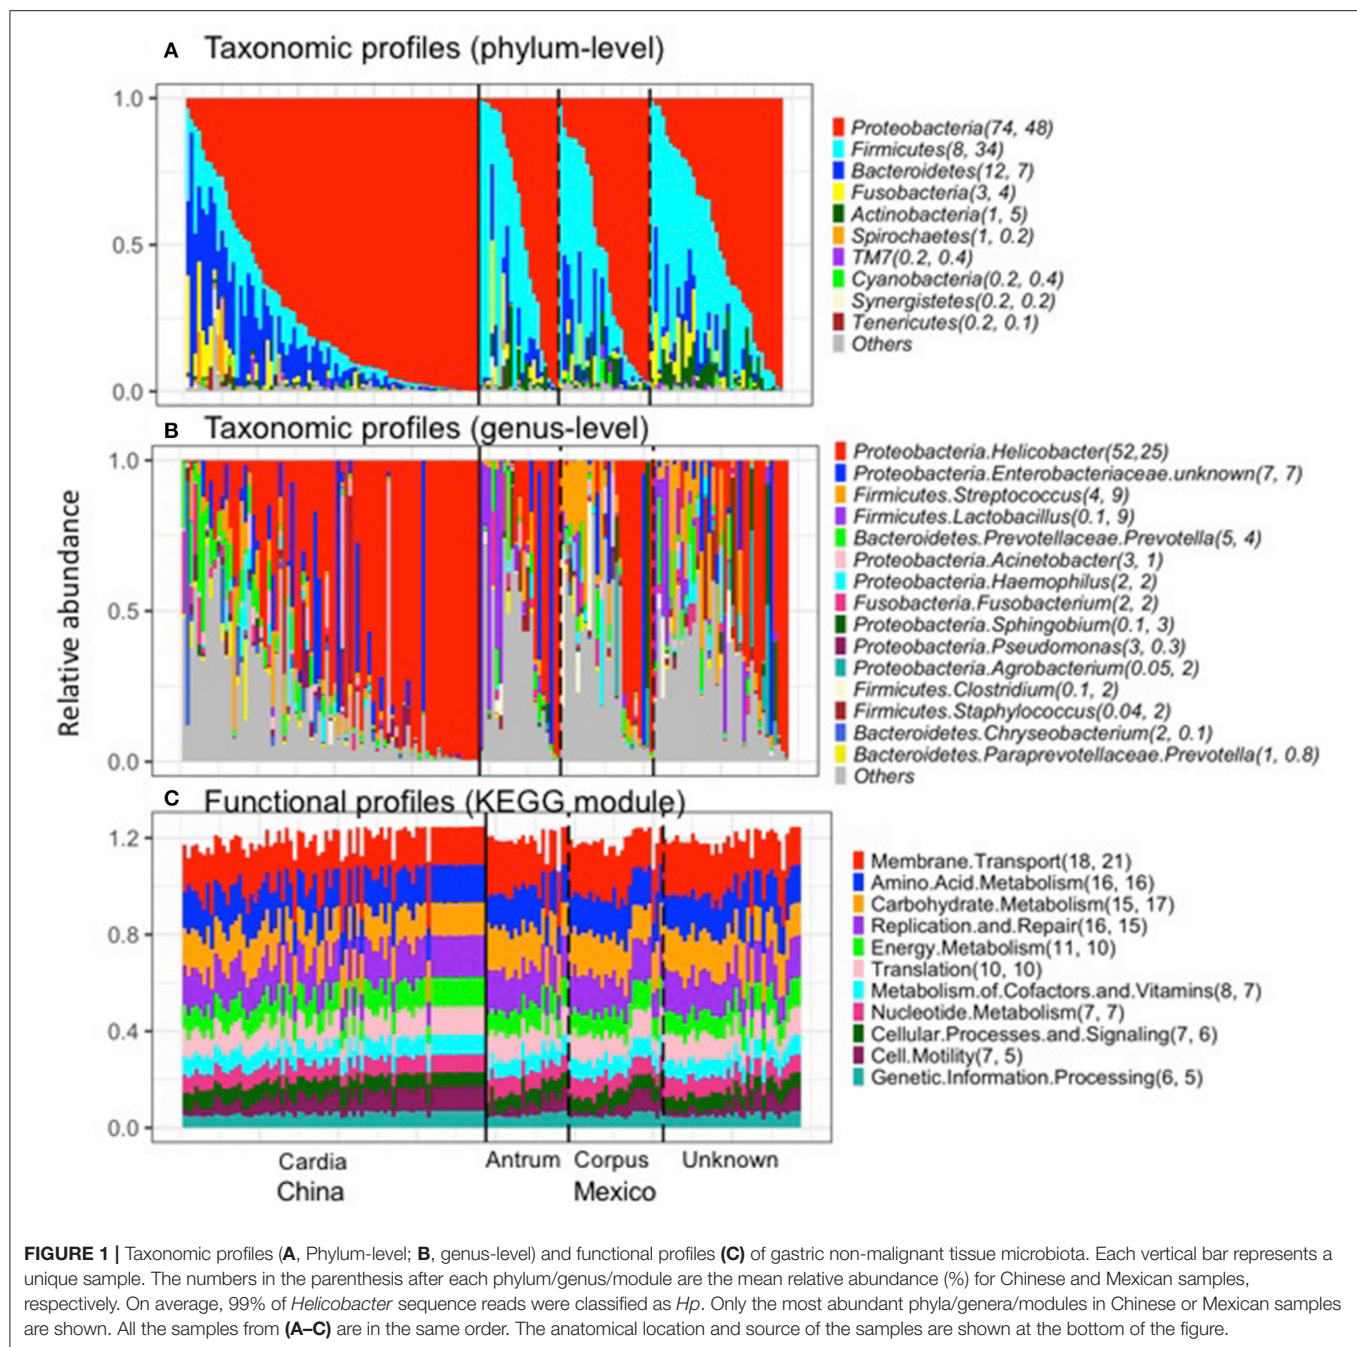 A Taxonomic profiles (phylum-level)
1.0
0.5
0.0
Proteobacteria(74, 48)
Firmicutes(8, 34)
Bacteroidetes(12, 7)
Fusobacteria(3, 4)
Actinobacteria(1, 5)
Spirochaetes(1, 0.2)
TM7(0.2, 0.4)
Cyanobacteria(0.2, 0.4)
Synergistetes(0.2, 0.2)
Tenericutes(0.2, 0.1)
Others
B Taxonomic profiles (genus-level)
Relative abundance
1.0
0.5
0.0
Proteobacteria.Helicobacter(52,25)
Proteobacteria.Enterobacteriaceae.unknown(7, 7)
Firmicutes.Streptococcus(4, 9)
Firmicutes.Lactobacillus(0.1, 9)
Bacteroidetes.Prevotellaceae.Prevotella(5, 4)
Proteobacteria.Acinetobacter(3, 1)
Proteobacteria.Haemophilus(2, 2)
Fusobacteria.Fusobacterium(2, 2)
Proteobacteria.Sphingobium(0.1, 3)
Proteobacteria.Pseudomonas(3, 0.3)
Proteobacteria.Agrobacterium(0.05, 2)
Firmicutes.Clostridium(0.1, 2)
Firmicutes.Staphylococcus(0.04, 2)
Bacteroidetes.Chryseobacterium(2, 0.1)
Bacteroidetes.Paraprevotellaceae.Prevotella(1, 0.8)
Others
C Functional profiles (KEGG module)
1.2
0.8
0.4
0.0
Membrane.Transport(18, 21)
Amino.Acid.Metabolism(16, 16)
Carbohydrate.Metabolism(15, 17)
Replication.and.Repair(16, 15)
Energy.Metabolism(11, 10)
Translation(10, 10)
Metabolism.of.Cofactors.and.Vitamins(8, 7)
Nucleotide.Metabolism(7, 7)
Cellular.Processes.and.Signaling(7, 6)
Cell.Motility(7, 5)
Genetic.Information.Processing(6, 5)
Cardia Antrum Corpus Unknown
China Mexico
FIGURE 1 | Taxonomic profiles (A, Phylum-level; B, genus-level) and functional profiles (C) of gastric non-malignant tissue microbiota. Each vertical bar represents a
unique sample. The numbers in the parenthesis after each phylum/genus/module are the mean relative abundance (%) for Chinese and Mexican samples,
respectively. On average, 99% of Helicobacter sequence reads were classified as Hp. Only the most abundant phyla/genera/modules in Chinese or Mexican samples
are shown. All the samples from (A–C) are in the same order. The anatomical location and source of the samples are shown at the bottom of the figure.